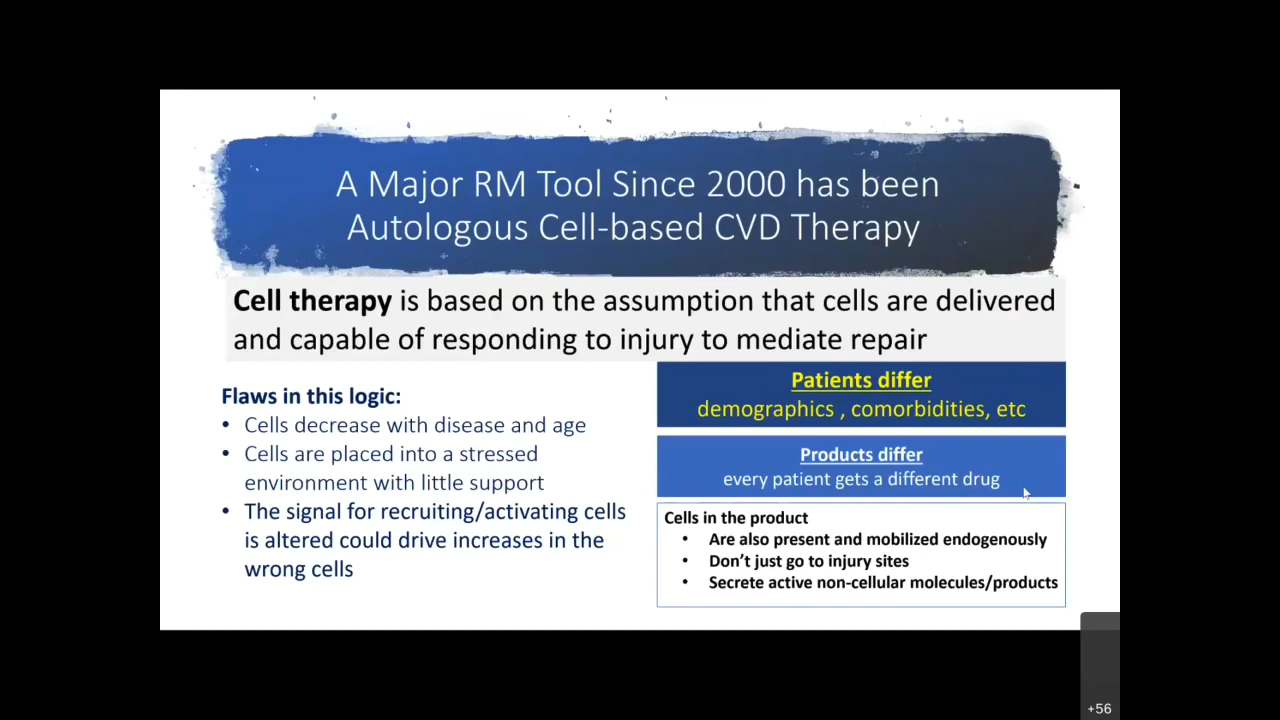 A Major RM Tool Since 2000 has been
Autologous Cell-based CVD Therapy
Cell therapy is based on the assumption that cells are delivered
and capable of responding to injury to mediate repair
Flaws in this logic:
• Cells decrease with disease and age
• Cells are placed into a stressed
environment with little support
• The signal for recruiting/activating cells
is altered could drive increases in the
wrong cells
Patients differ
demographics , comorbidities, etc
Products differ
every patient gets a different drug
Cells in the product
• Are also present and mobilized endogenously
• Don’t just go to injury sites
• Secrete active non-cellular molecules/products
+56